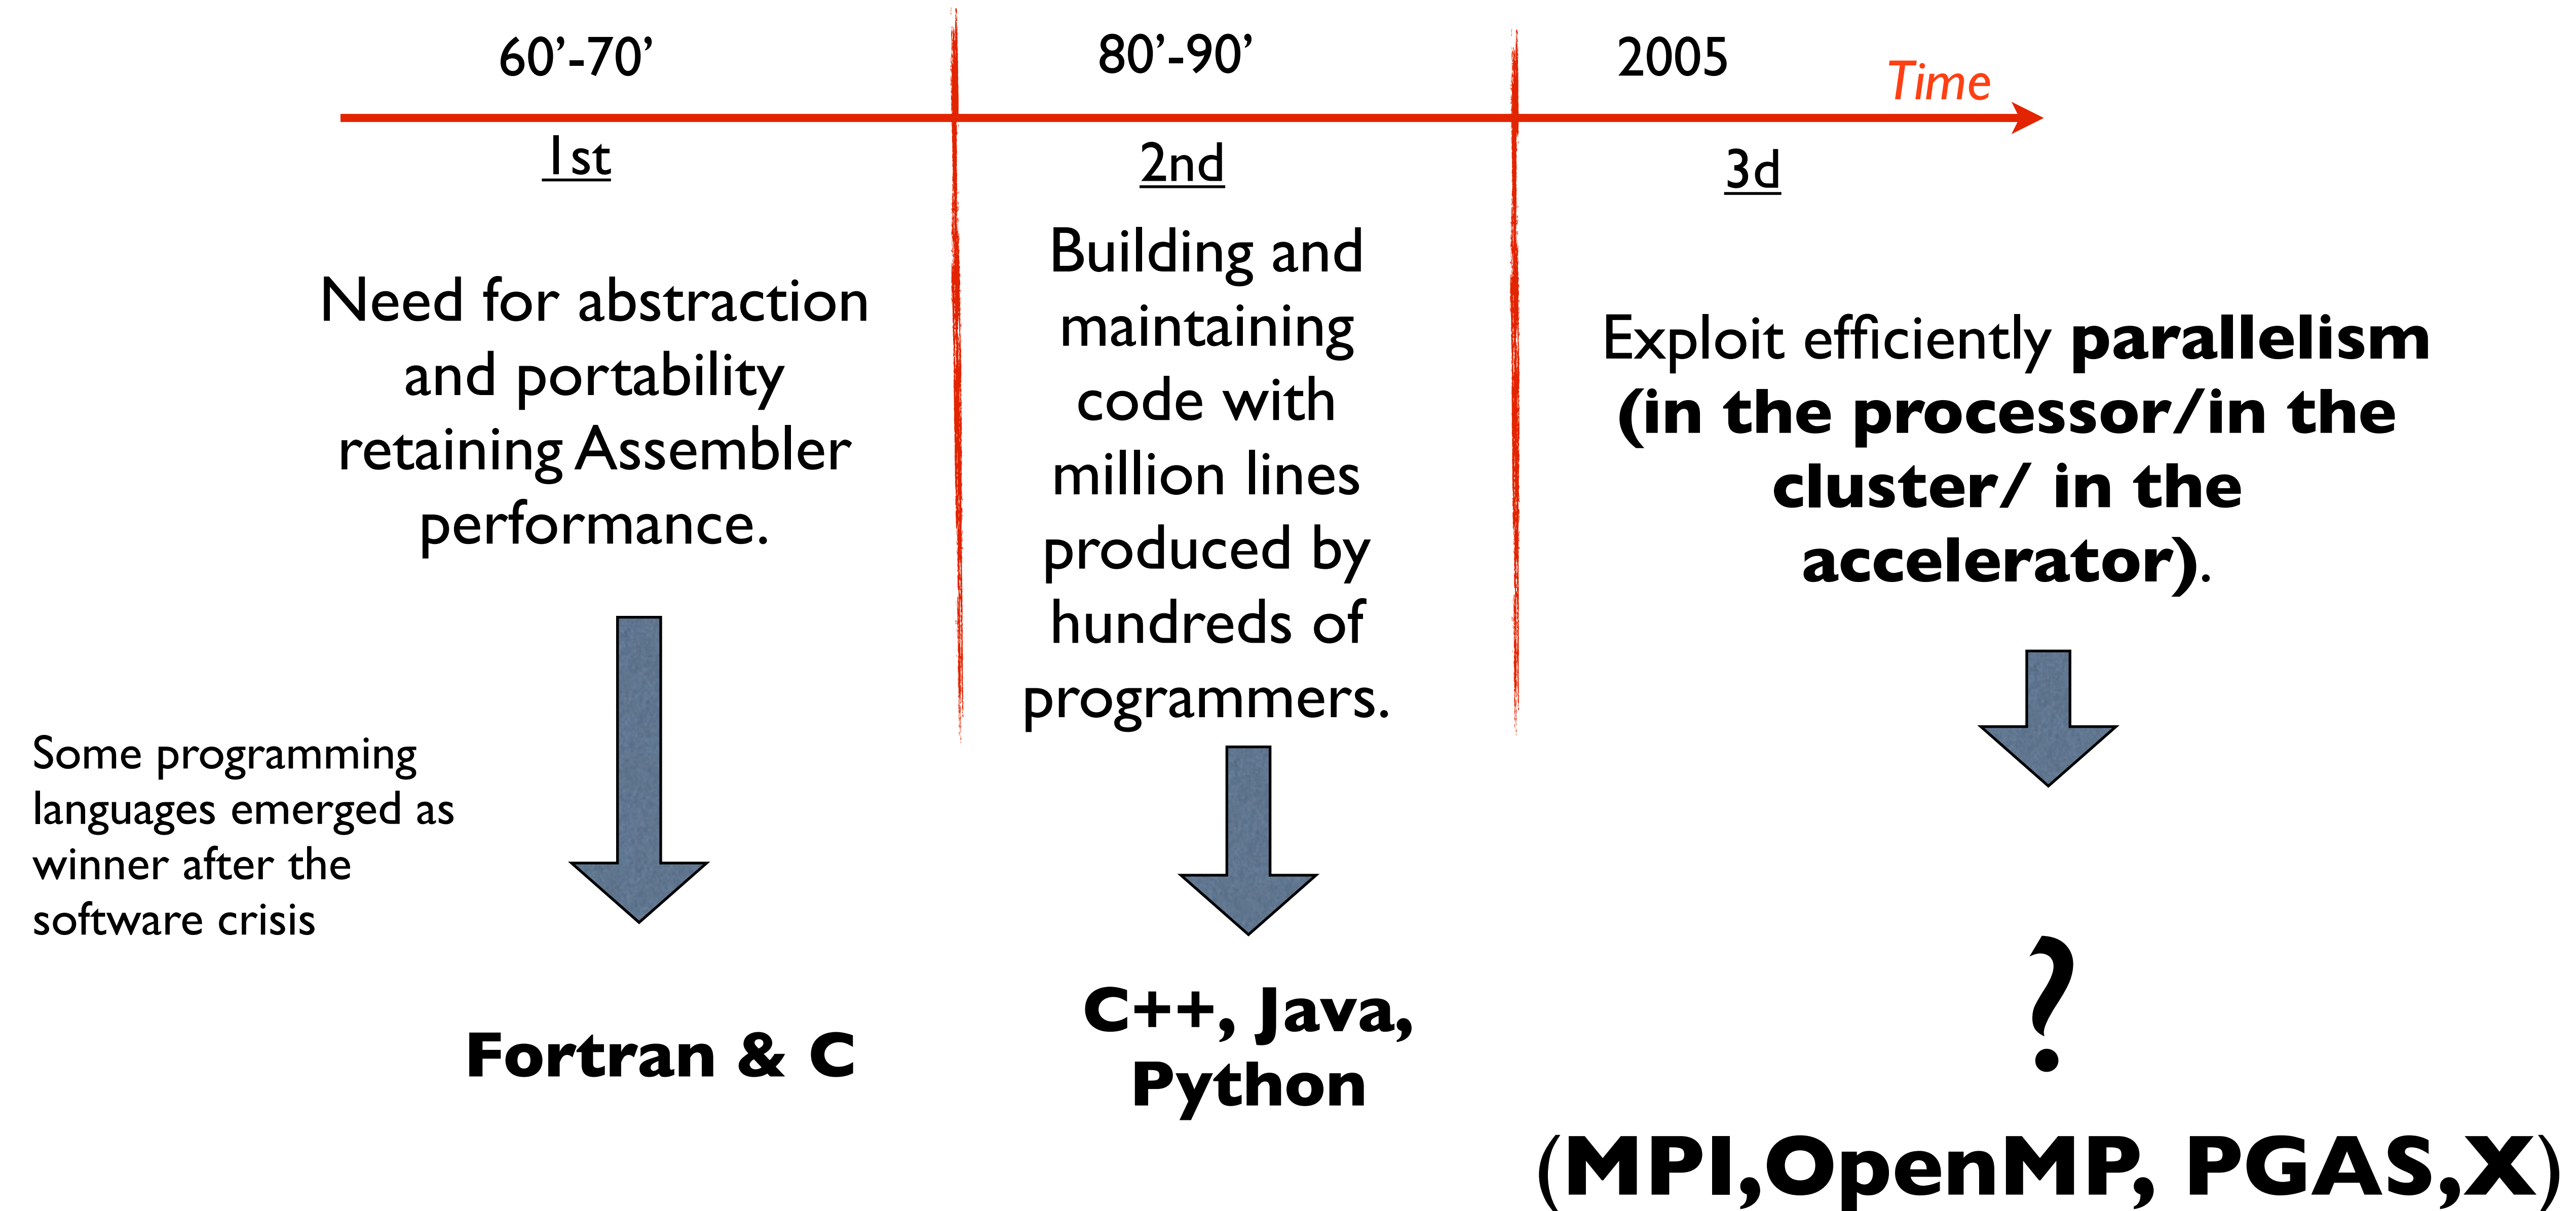 60’-70’
80’-90’
2005
Time
1st
2nd
3d
Need for abstraction
and portability
retaining Assembler
performance.
Building and
maintaining
code with
million lines
produced by
hundreds of
programmers.
Exploit efficiently parallelism
(in the processor/in the
cluster/ in the
accelerator).
Some programming
languages emerged as
winner after the
software crisis
Fortran & C
C++, Java,
Python
?
(MPI,OpenMP, PGAS,X)